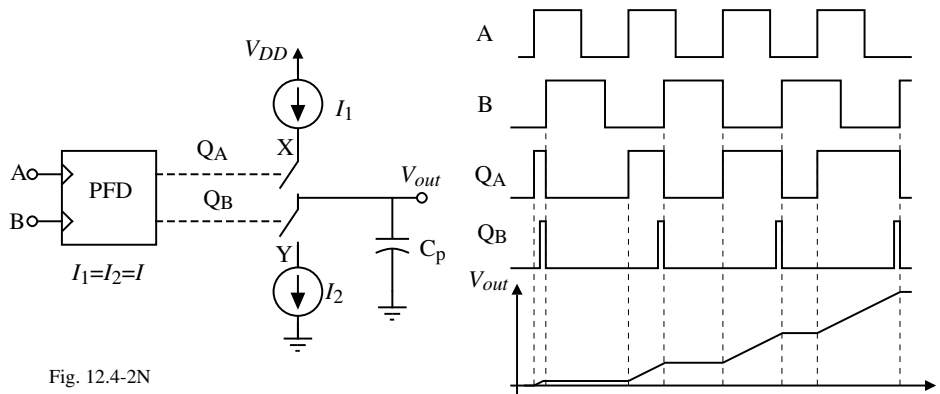 V_DD
I_1
X
Q_A
A
PFD
V_out
Q_B
B
Y
C_p
I_1=I_2=I
I_2
Fig. 12.4-2N
A
B
Q_A
Q_B
V_out